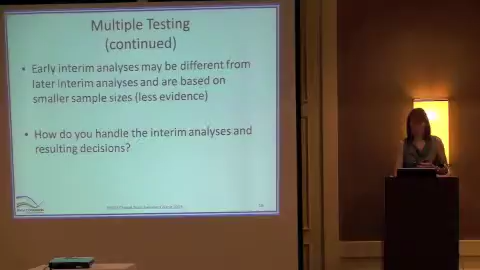 Multiple Testing
(continued)
• Early interim analyses may be different from
later interim analyses and are based on
smaller sample sizes (less evidence)
• How do you handle the interim analyses and
resulting decisions?